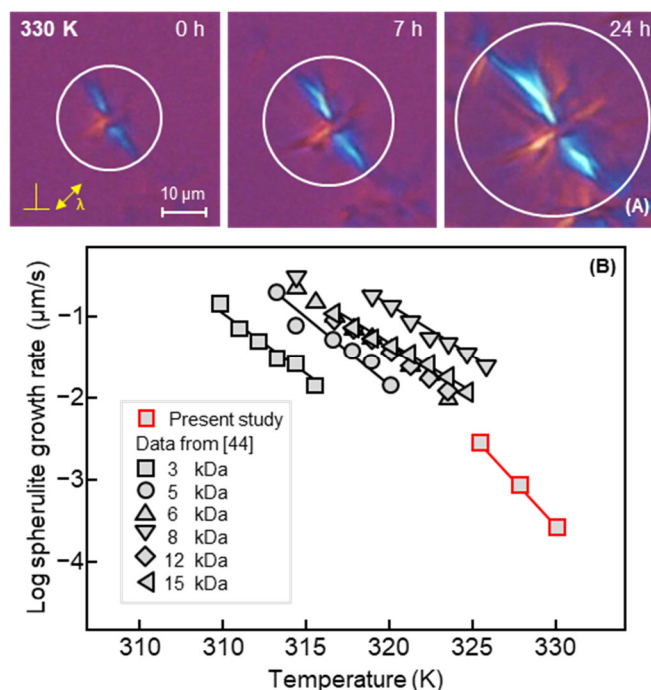 330 K
0 h
7 h
24 h
λ
10 μm
(A)
(B)
Log spherulite growth rate (μm/s)
−1
−2
−3
−4
Present study
Data from [44]
3 kDa
5 kDa
6 kDa
8 kDa
12 kDa
15 kDa
310 310 315 320 325 330
Temperature (K)